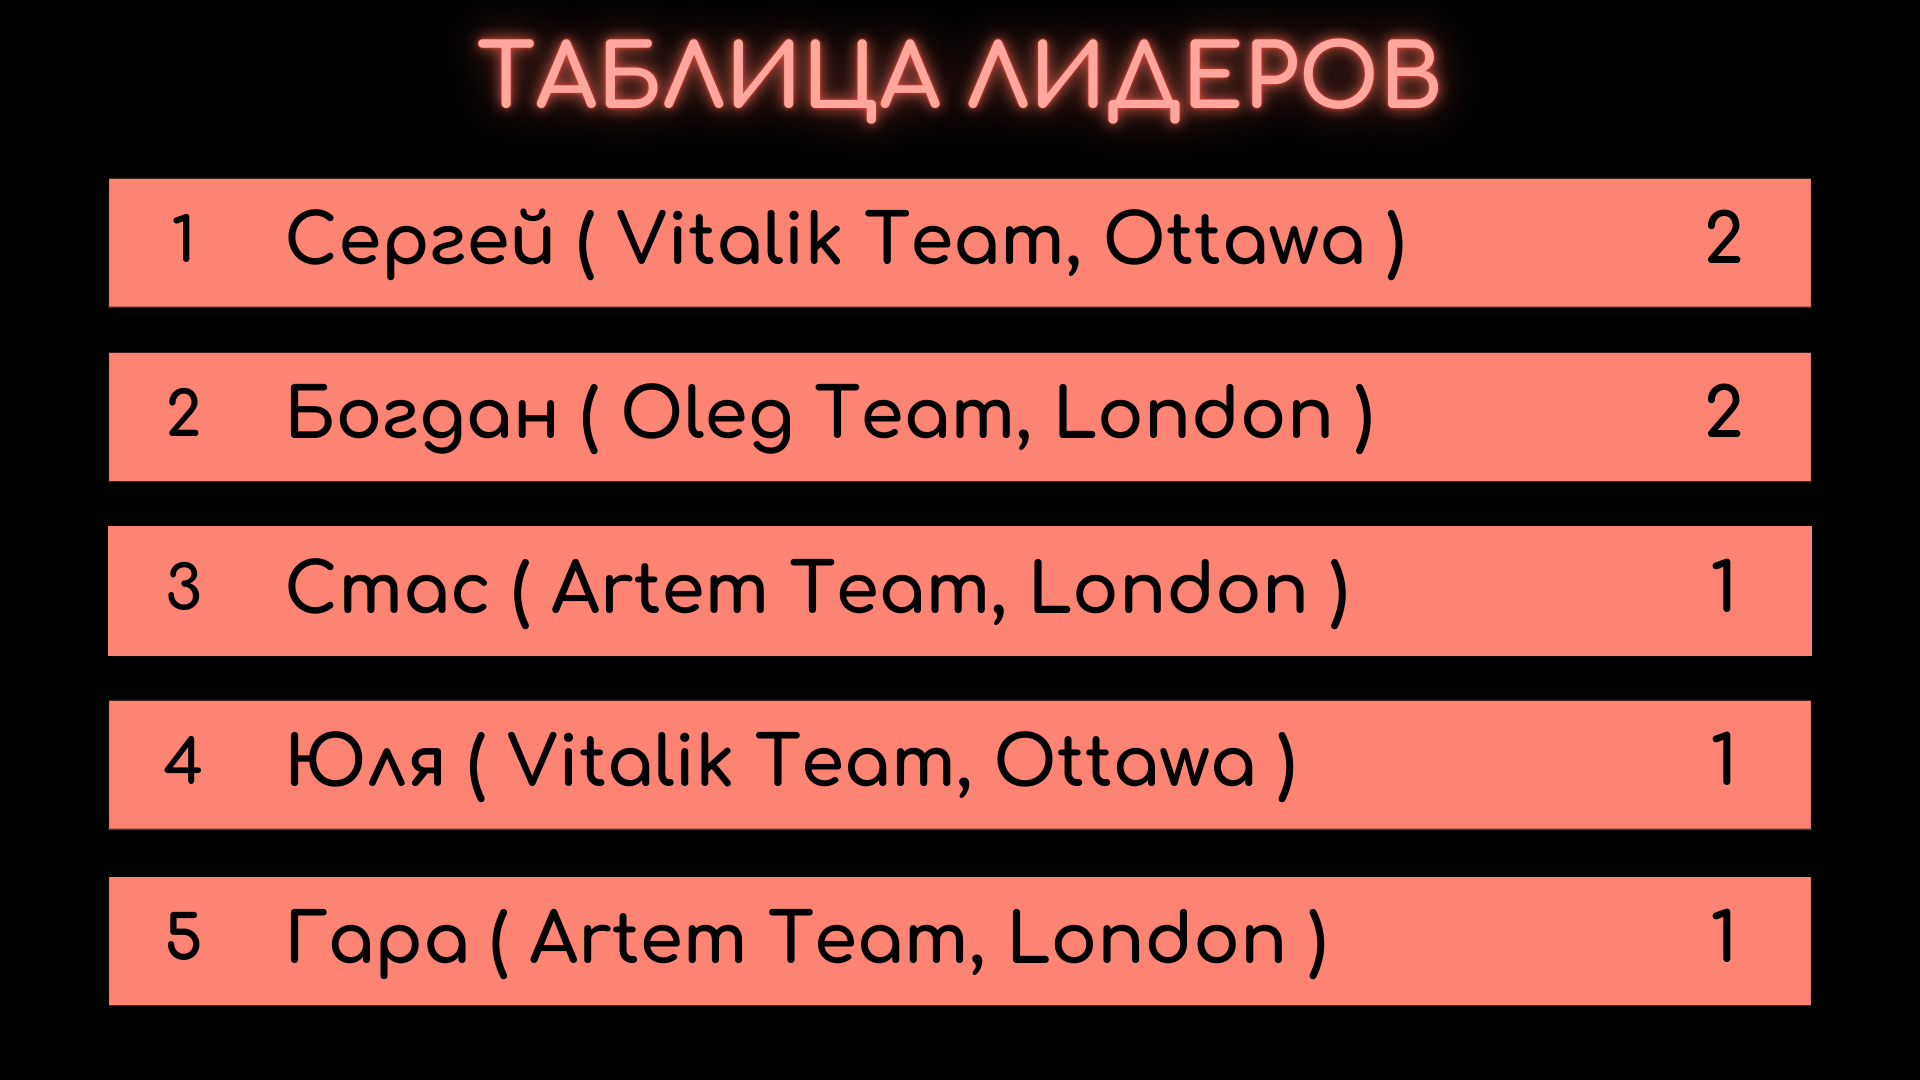 ТАБЛИЦА ЛИДЕРОВ
1 Сергей ( Vitalik Team, Ottawa ) 2
2 Богдан ( Oleg Team, London ) 2
3 Стас ( Artem Team, London ) 1
4 Юля ( Vitalik Team, Ottawa ) 1
5 Гара ( Artem Team, London ) 1